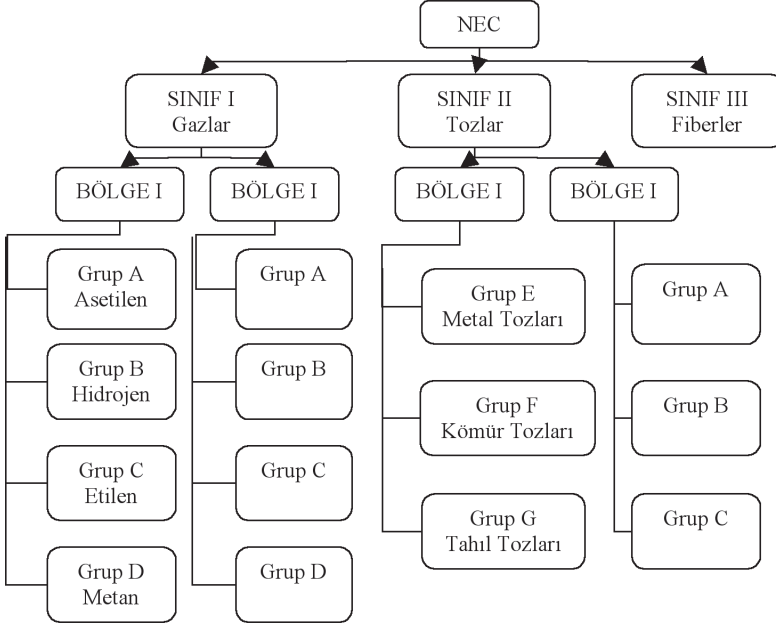 NEC
SINIF I
Gazlar
SINIF II
Tozlar
SINIF III
Fiberler
BÖLGE I
BÖLGE I
BÖLGE I
BÖLGE I
Grup A
Asetilen
Grup B
Hidrojen
Grup C
Etilen
Grup D
Metan
Grup A
Grup B
Grup C
Grup D
Grup E
Metal Tozları
Grup F
Kömür Tozları
Grup G
Tahıl Tozları
Grup A
Grup B
Grup C